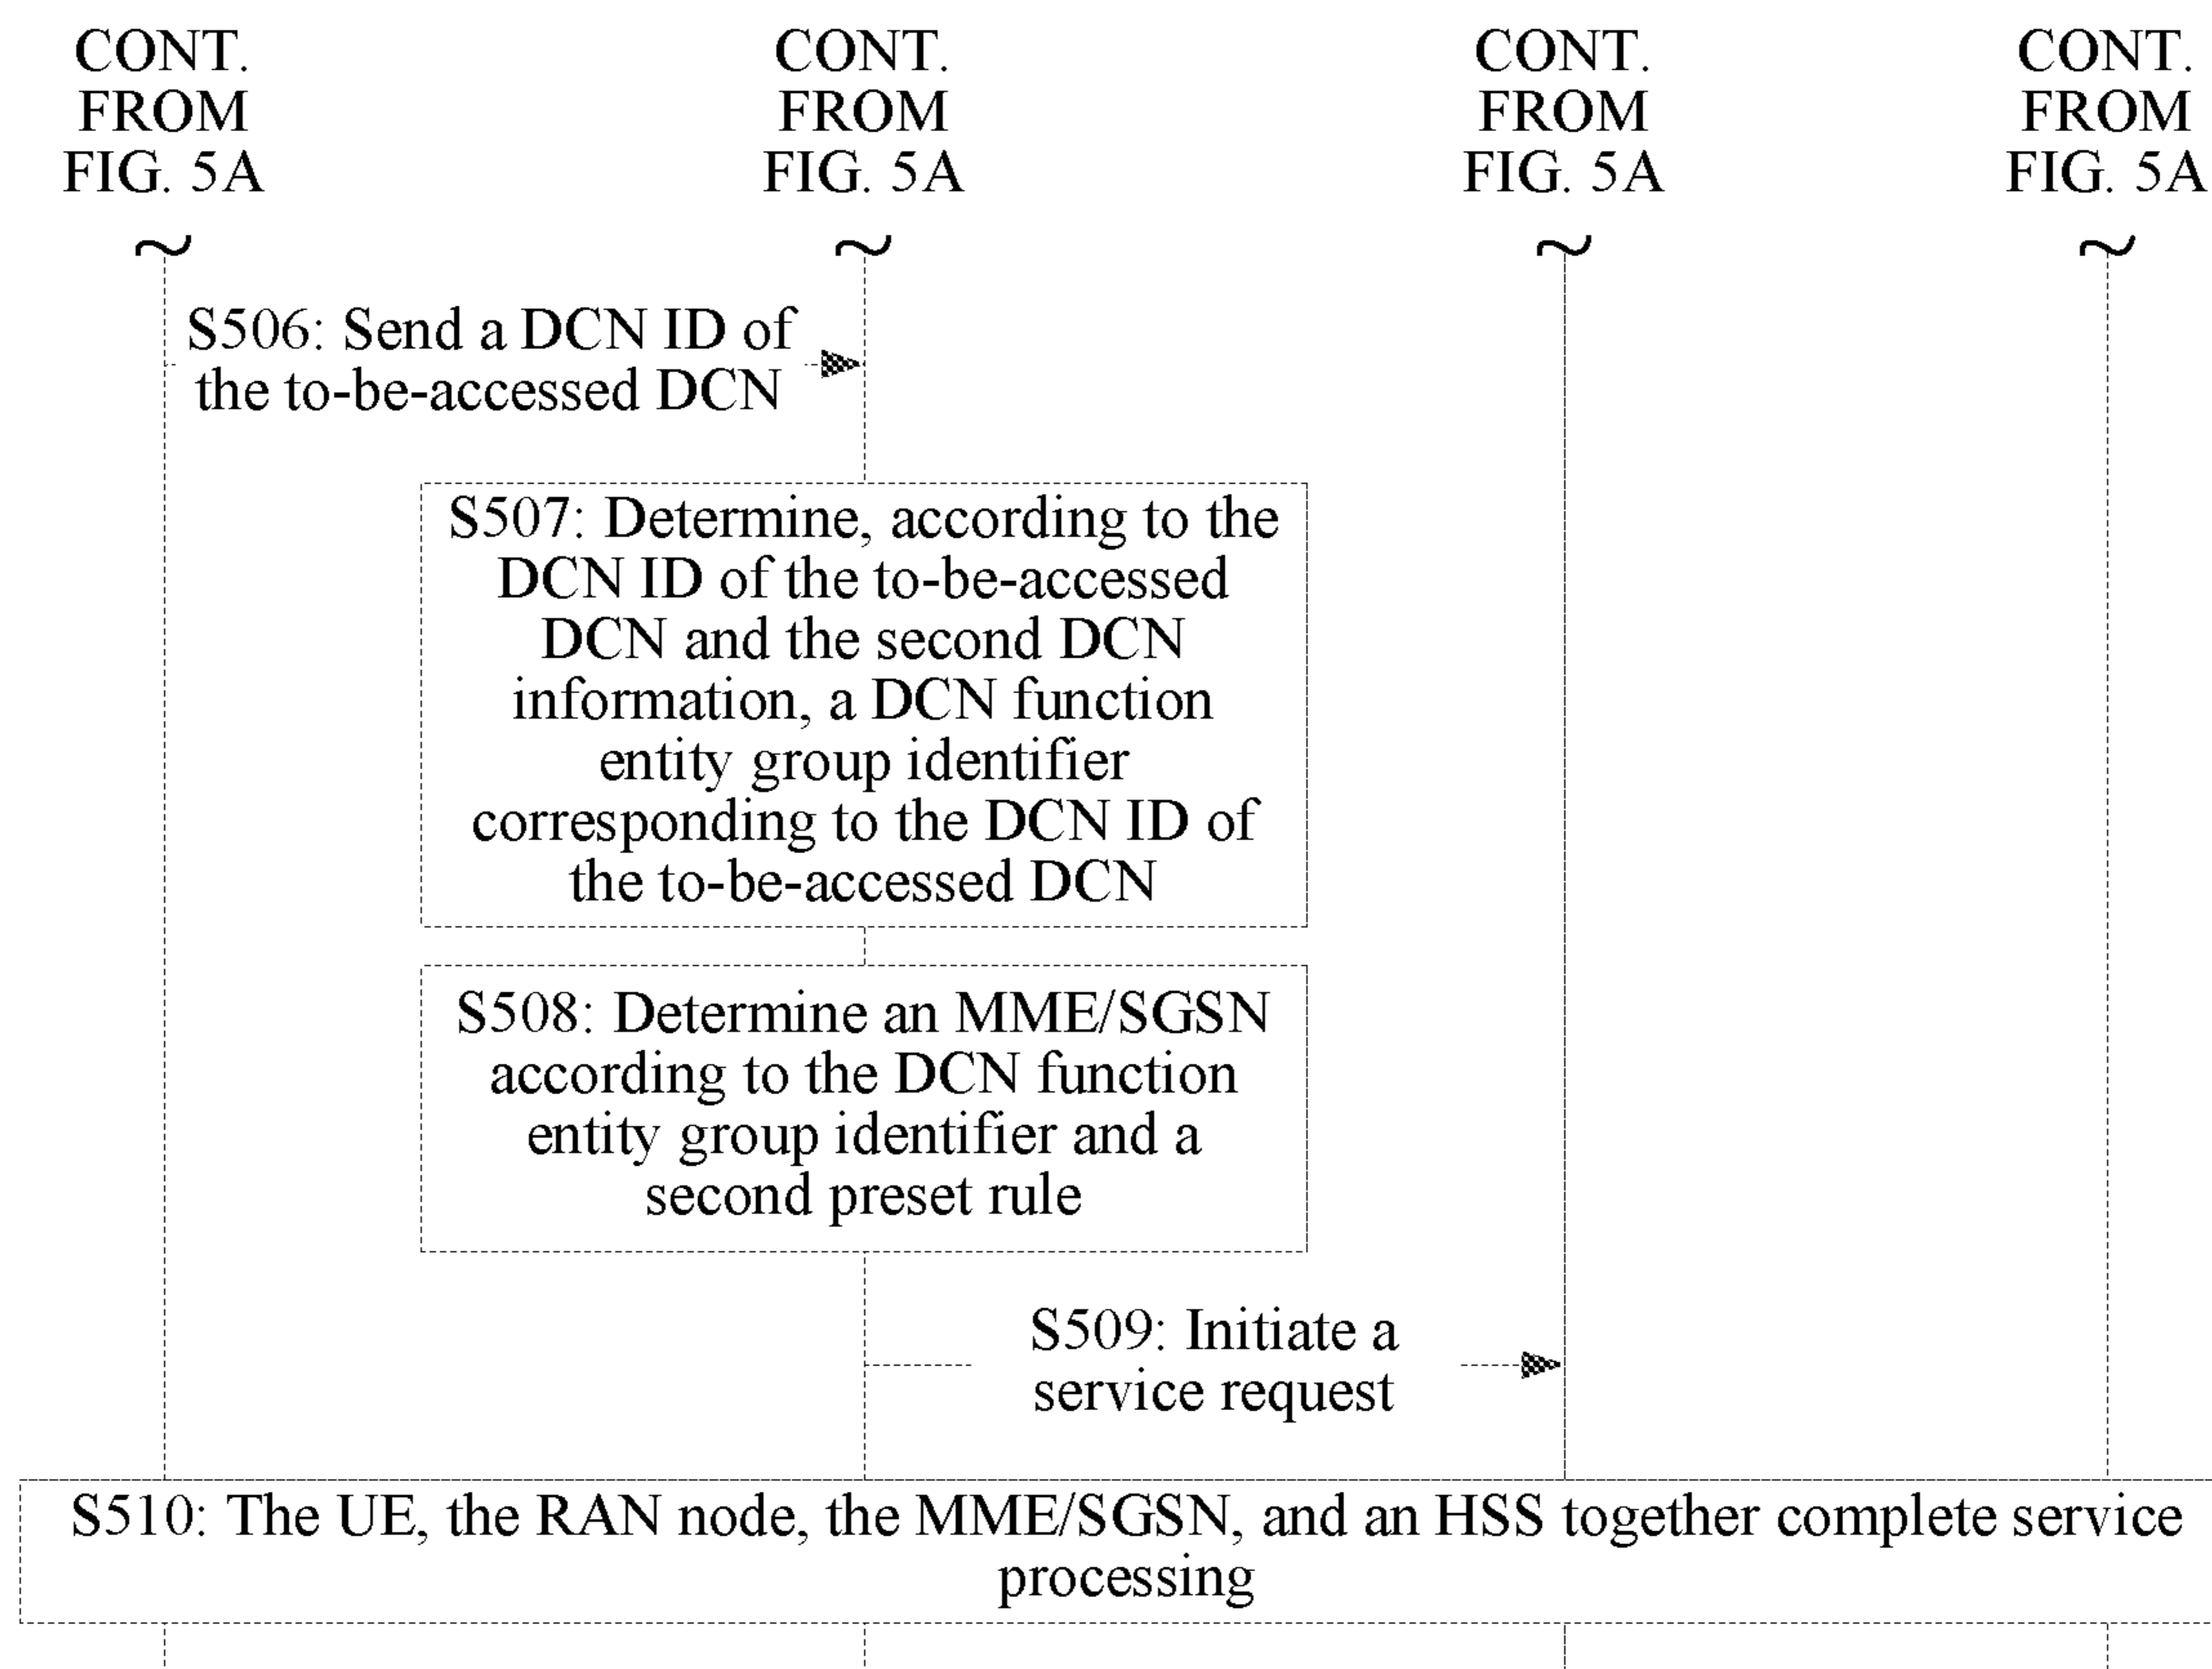 CONT.
FROM
FIG. 5A
CONT.
FROM
FIG. 5A
CONT.
FROM
FIG. 5A
CONT.
FROM
FIG. 5A
S506: Send a DCN ID of
the to-be-accessed DCN
S507: Determine, according to the
DCN ID of the to-be-accessed
DCN and the second DCN
information, a DCN function
entity group identifier
corresponding to the DCN ID of
the to-be-accessed DCN
S508: Determine an MME/SGSN
according to the DCN function
entity group identifier and a
second preset rule
S509: Initiate a
service request
S510: The UE, the RAN node, the MME/SGSN, and an HSS together complete service
processing